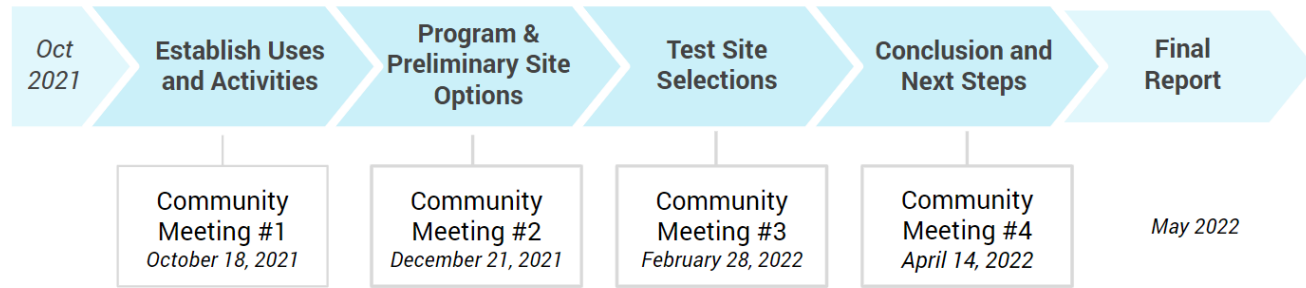 Oct
2021
Establish Uses
and Activities
Program &
Preliminary Site
Options
Test Site
Selections
Conclusion and
Next Steps
Final
Report
Community
Meeting #1
October 18, 2021
Community
Meeting #2
December 21, 2021
Community
Meeting #3
February 28, 2022
Community
Meeting #4
April 14, 2022
May 2022